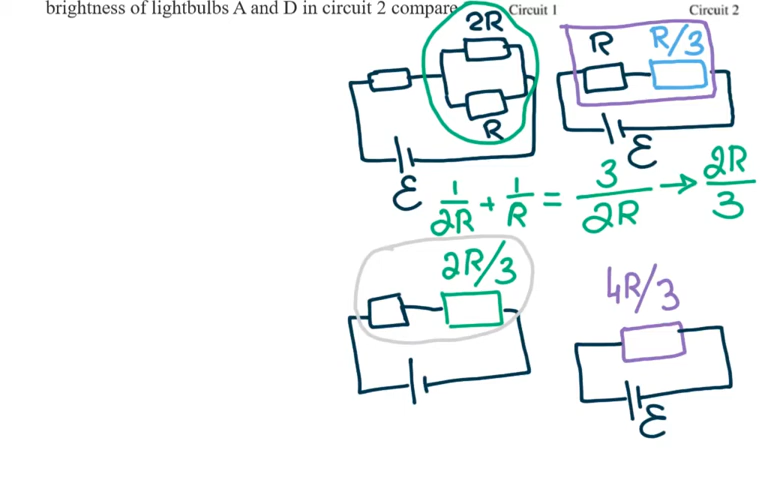 brightness of lightbulbs A and D in circuit 2 compare
Circuit 1
Circuit 2
2R
R
ℰ
R R/3
ℰ
1/2R + 1/R = 3/2R → 2R/3
2R/3
4R/3
ℰ